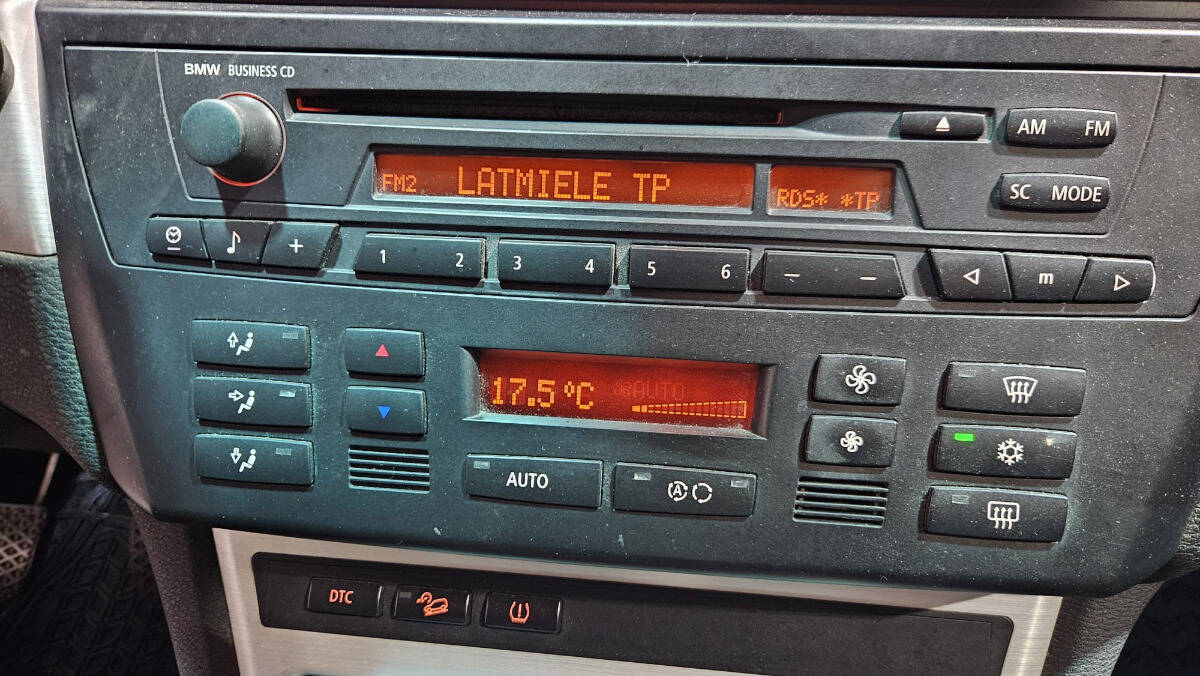 BMW BUSINESS CD
AM FM
FM2 LATMIELE TP RDS* *TP
SC MODE
+ 1 2 3 4 5 6 − − m
17.5°C AUTO
AUTO A
DTC